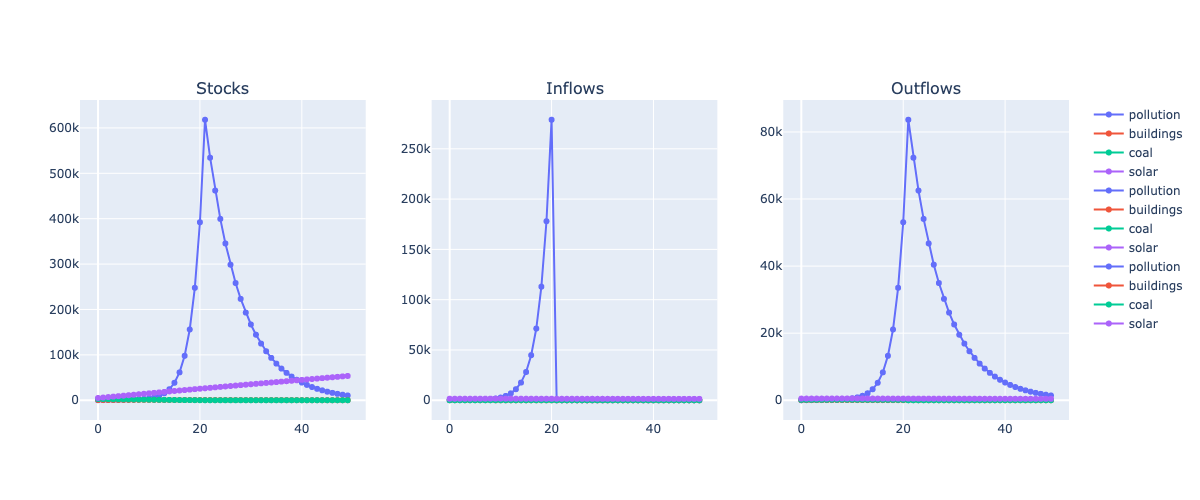 Stocks
Inflows
Outflows
600k
500k
400k
300k
200k
100k
0
0
20
40
250k
200k
150k
100k
50k
0
0
20
40
80k
60k
40k
20k
0
0
20
40
pollution
buildings
coal
solar
pollution
buildings
coal
solar
pollution
buildings
coal
solar